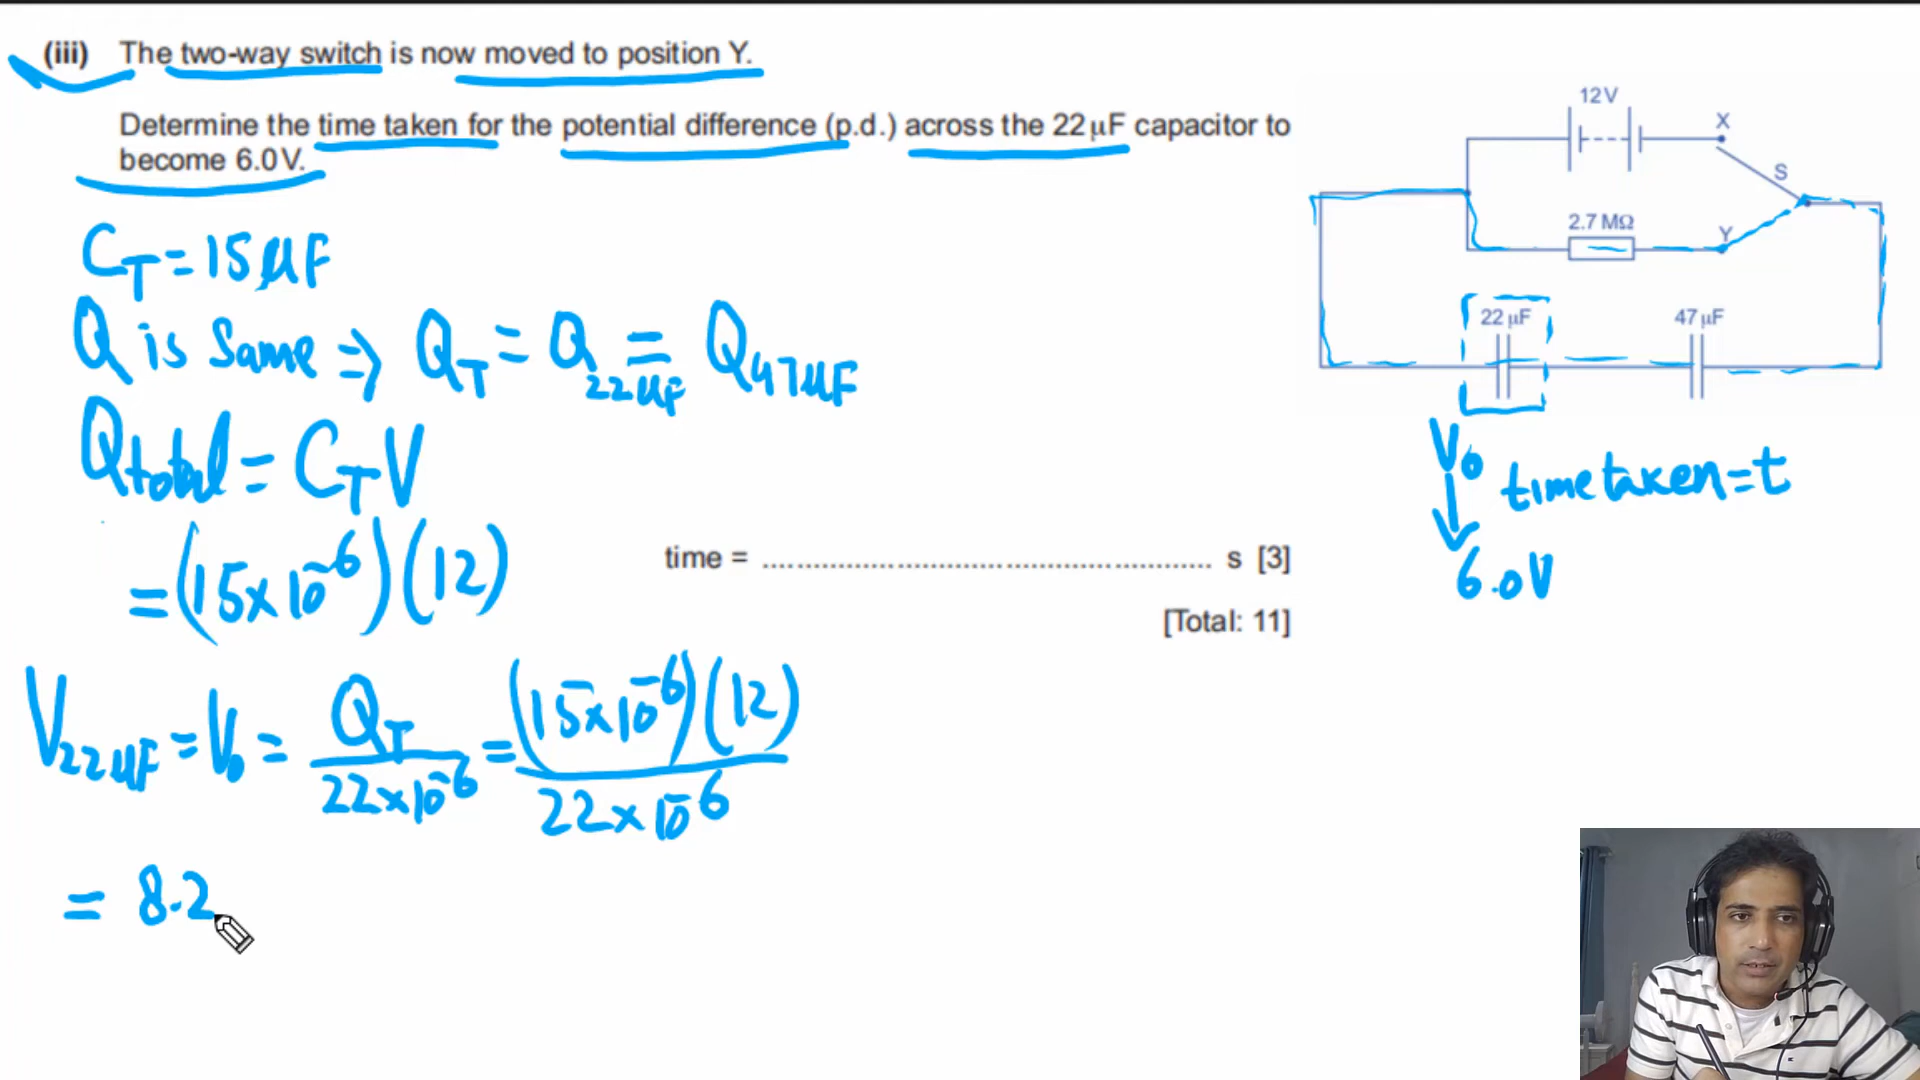 (iii) The two-way switch is now moved to position Y.
Determine the time taken for the potential difference (p.d.) across the 22 μF capacitor to
become 6.0 V.
C_T = 15 μF
Q is same ⇒ Q_T = Q_22μF = Q_47μF
Q_total = C_T V
= (15×10^-6)(12)
time = ........................................................ s [3]
[Total: 11]
V_22μF = V_0 = Q_T / 22×10^-6 = (15×10^-6)(12) / 22×10^-6
= 8.2
12 V
X
S
2.7 MΩ
Y
22 μF
47 μF
V_0
time taken = t
6.0V